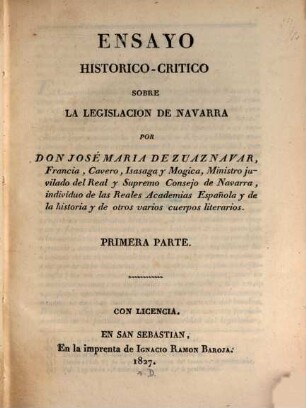 ENSAYO
HISTORICO-CRITICO
SOBRE
LA LEGISLACION DE NAVARRA
POR
DON JOSÉ MARIA DE ZUAZNAVAR,
Francia, Cavero, Isasaga y Mogica, Ministro ju-
vilado del Real y Supremo Consejo de Navarra,
individuo de las Reales Academias Española y de
la historia y de otros varios cuerpos literarios.
PRIMERA PARTE.
CON LICENCIA.
EN SAN SEBASTIAN,
En la imprenta de IGNACIO RAMON BAROJA.
1827.